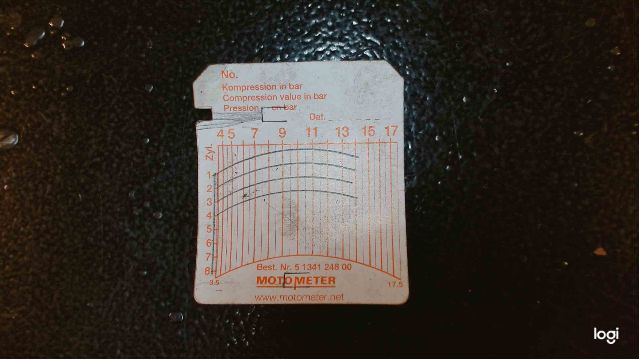 No.
Kompression in bar
Compression value in bar
Pression en bar
Dat.
4 5 7 9 11 13 15 17
Zyl.
1
2
3
4
5
6
7
8
3.5 17.5
Best. Nr. 5 1341 248 00
MOTOMETER
www.motometer.net
logi